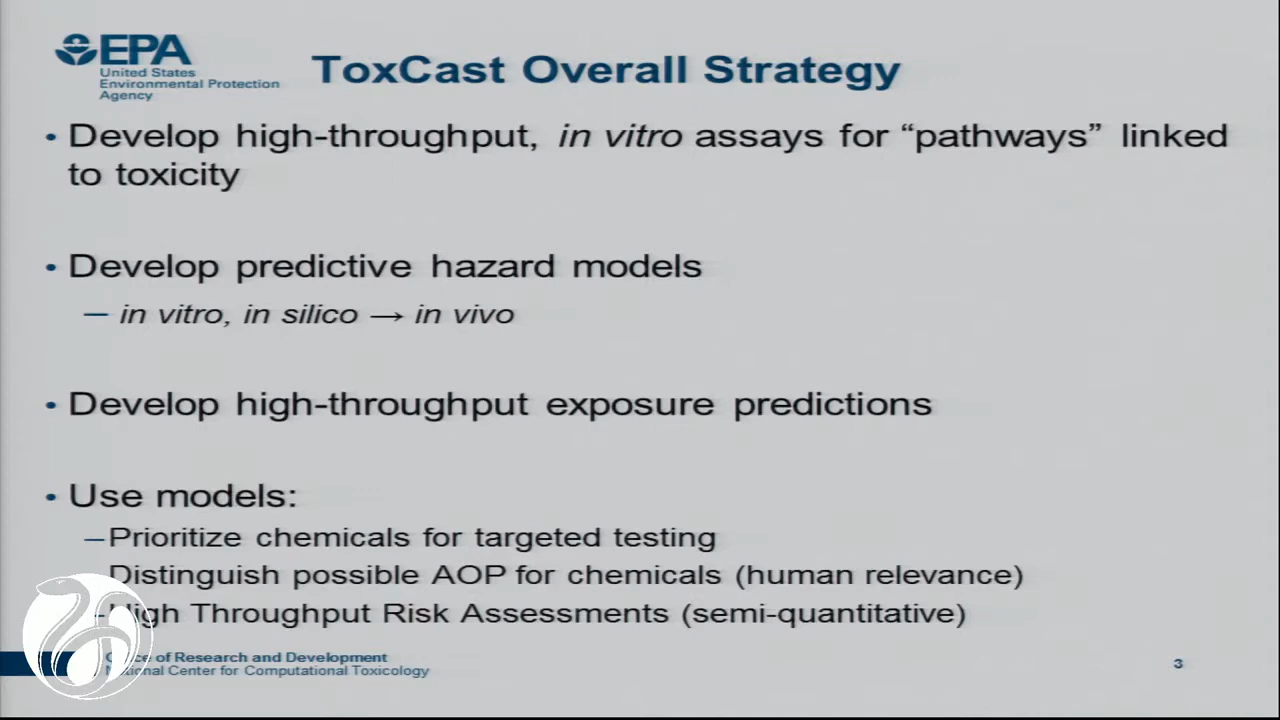 EPA
United States
Environmental Protection
Agency
ToxCast Overall Strategy
• Develop high-throughput, in vitro assays for “pathways” linked
to toxicity
• Develop predictive hazard models
– in vitro, in silico → in vivo
• Develop high-throughput exposure predictions
• Use models:
–Prioritize chemicals for targeted testing
Distinguish possible AOP for chemicals (human relevance)
-High Throughput Risk Assessments (semi-quantitative)
Office of Research and Development
National Center for Computational Toxicology
3